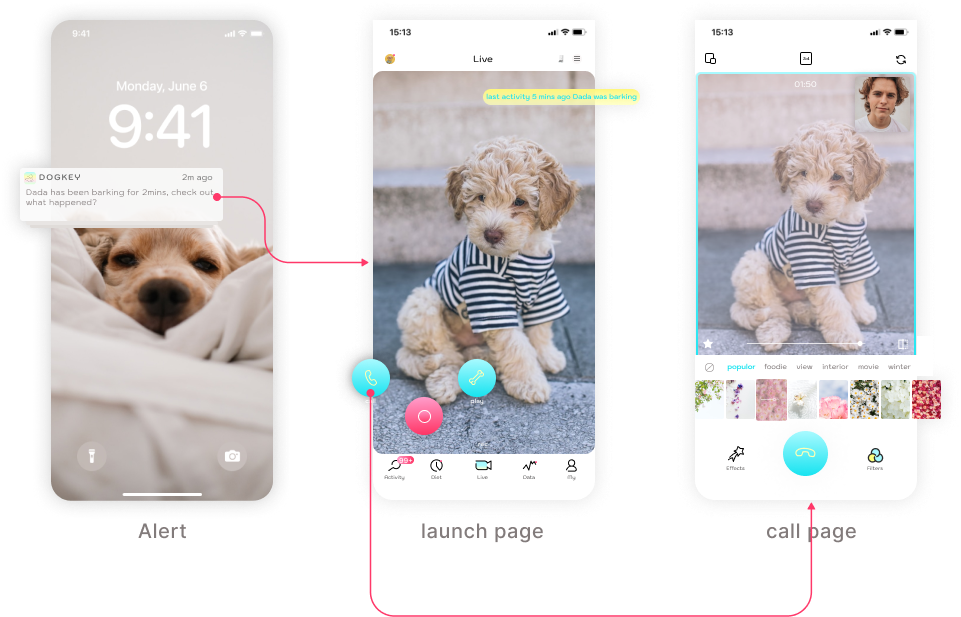 9:41
Monday, June 6
9:41
DOGKEY 2m ago
Dada has been barking for 2mins, check out
what happened?
Alert
15:13
Live
last activity 5 mins ago Dada was barking
play
99+
Activity Diet Live Data My
launch page
15:13
01:50
popular foodie view interior movie winter
Effects Filters
call page